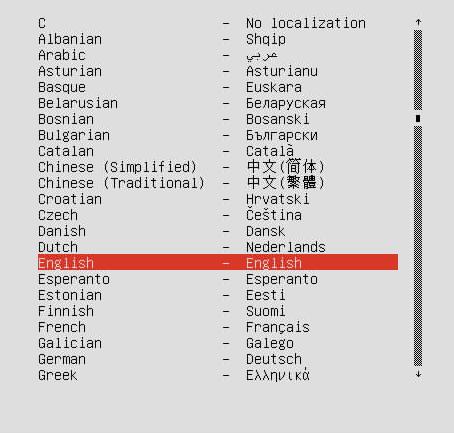 C - No localization
Albanian - Shqip
Arabic - عربي
Asturian - Asturianu
Basque - Euskara
Belarusian - Беларуская
Bosnian - Bosanski
Bulgarian - Български
Catalan - Català
Chinese (Simplified) - 中文(简体)
Chinese (Traditional) - 中文(繁體)
Croatian - Hrvatski
Czech - Čeština
Danish - Dansk
Dutch - Nederlands
English - English
Esperanto - Esperanto
Estonian - Eesti
Finnish - Suomi
French - Français
Galician - Galego
German - Deutsch
Greek - Ελληνικά